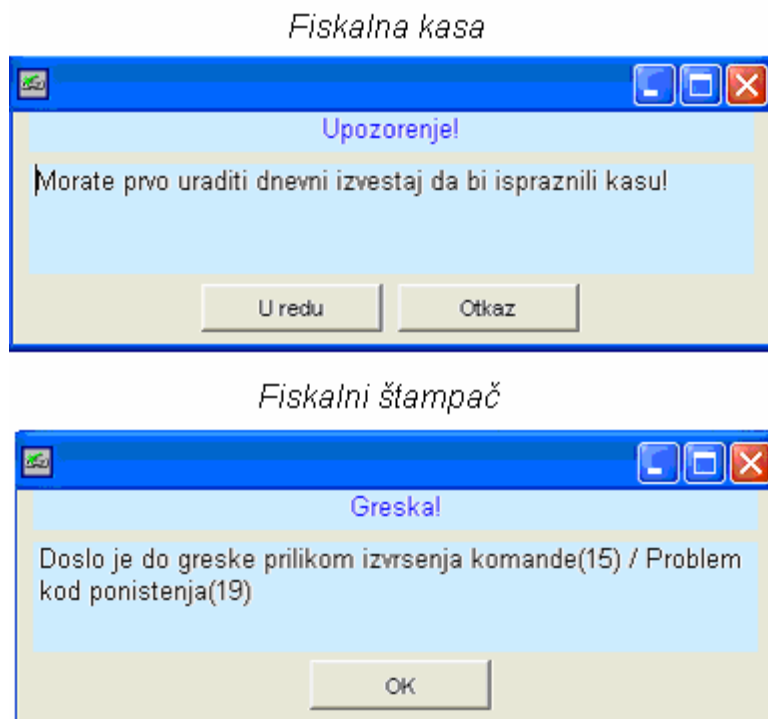 Fiskalna kasa
Upozorenje!
Morate prvo uraditi dnevni izvestaj da bi ispraznili kasu!
U redu Otkaz
Fiskalni štampač
Greska!
Doslo je do greske prilikom izvrsenja komande(15) / Problem
kod ponistenja(19)
OK